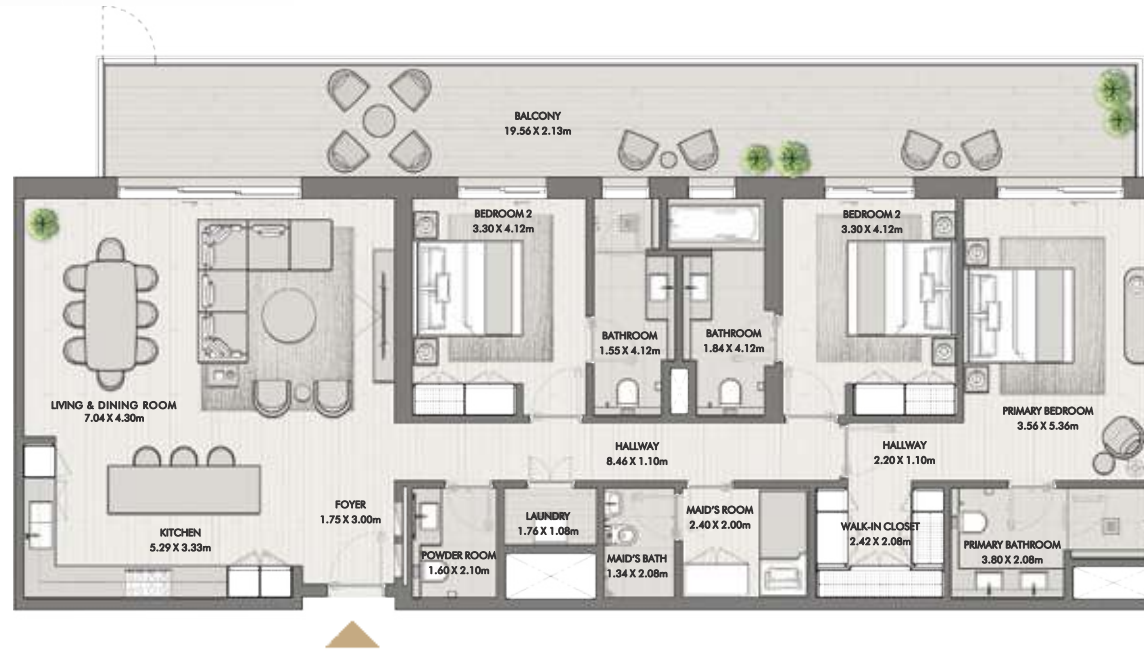 BALCONY
19.56 X 2.13m
BEDROOM 2
3.30 X 4.12m
BEDROOM 2
3.30 X 4.12m
BATHROOM
1.55 X 4.12m
BATHROOM
1.84 X 4.12m
LIVING & DINING ROOM
7.04 X 4.30m
PRIMARY BEDROOM
3.56 X 5.36m
HALLWAY
8.46 X 1.10m
HALLWAY
2.20 X 1.10m
FOYER
1.75 X 3.00m
KITCHEN
5.29 X 3.33m
LAUNDRY
1.76 X 1.08m
MAID'S ROOM
2.40 X 2.00m
WALK-IN CLOSET
2.42 X 2.08m
POWDER ROOM
1.60 X 2.10m
MAID'S BATH
1.34 X 2.08m
PRIMARY BATHROOM
3.80 X 2.08m